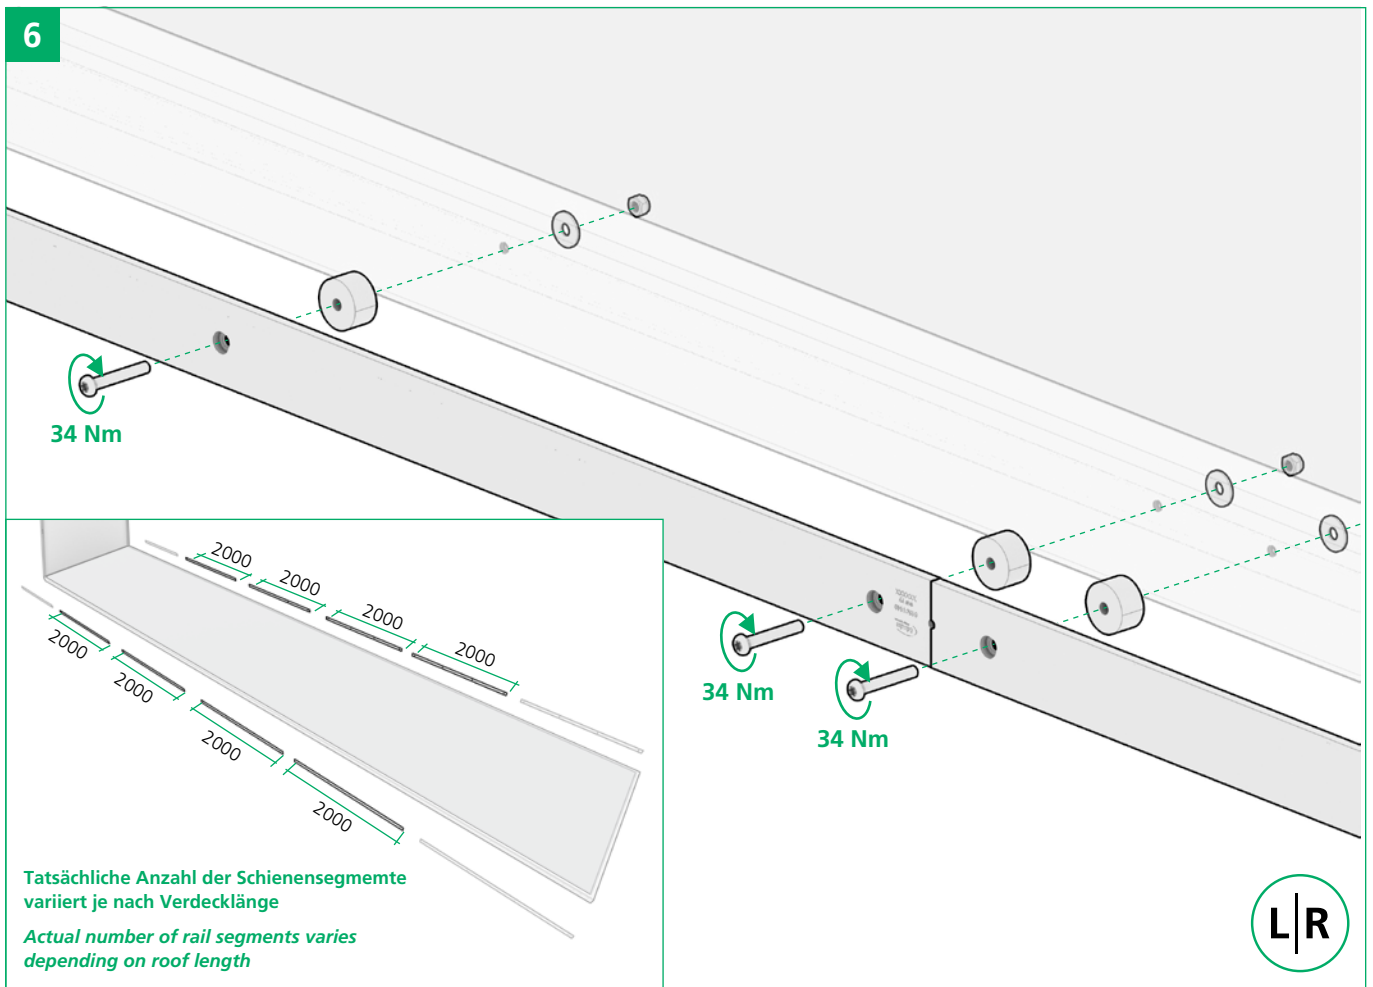 6
34 Nm
34 Nm
34 Nm
2000
2000
2000
2000
2000
2000
2000
2000
Tatsächliche Anzahl der Schienensegmemte
variiert je nach Verdecklänge
Actual number of rail segments varies
depending on roof length
L|R